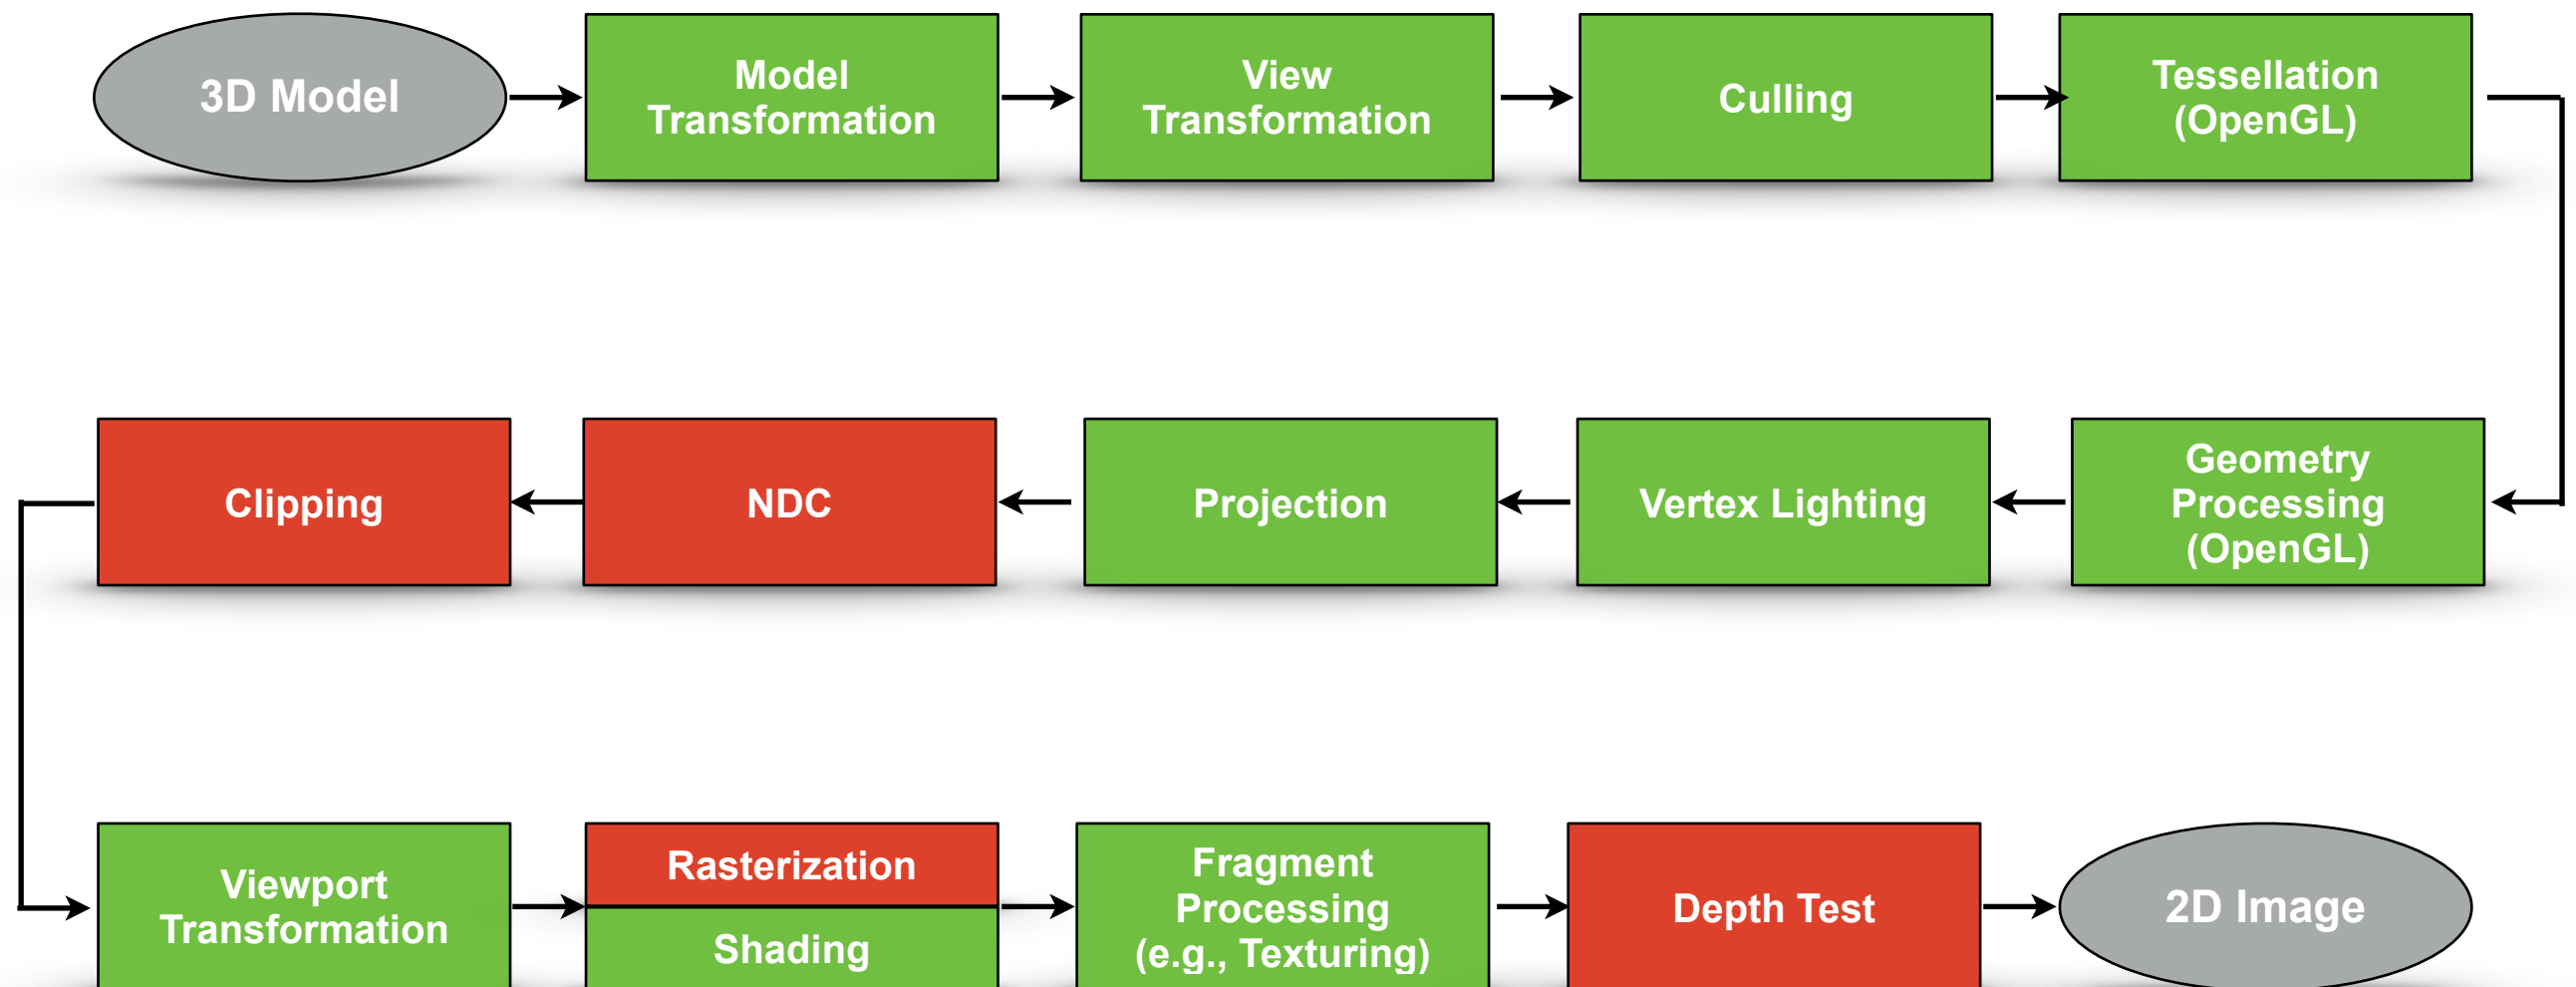 3D Model
Model
Transformation
View
Transformation
Culling
Tessellation
(OpenGL)
Geometry
Processing
(OpenGL)
Vertex Lighting
Projection
NDC
Clipping
Viewport
Transformation
Rasterization
Shading
Fragment
Processing
(e.g., Texturing)
Depth Test
2D Image